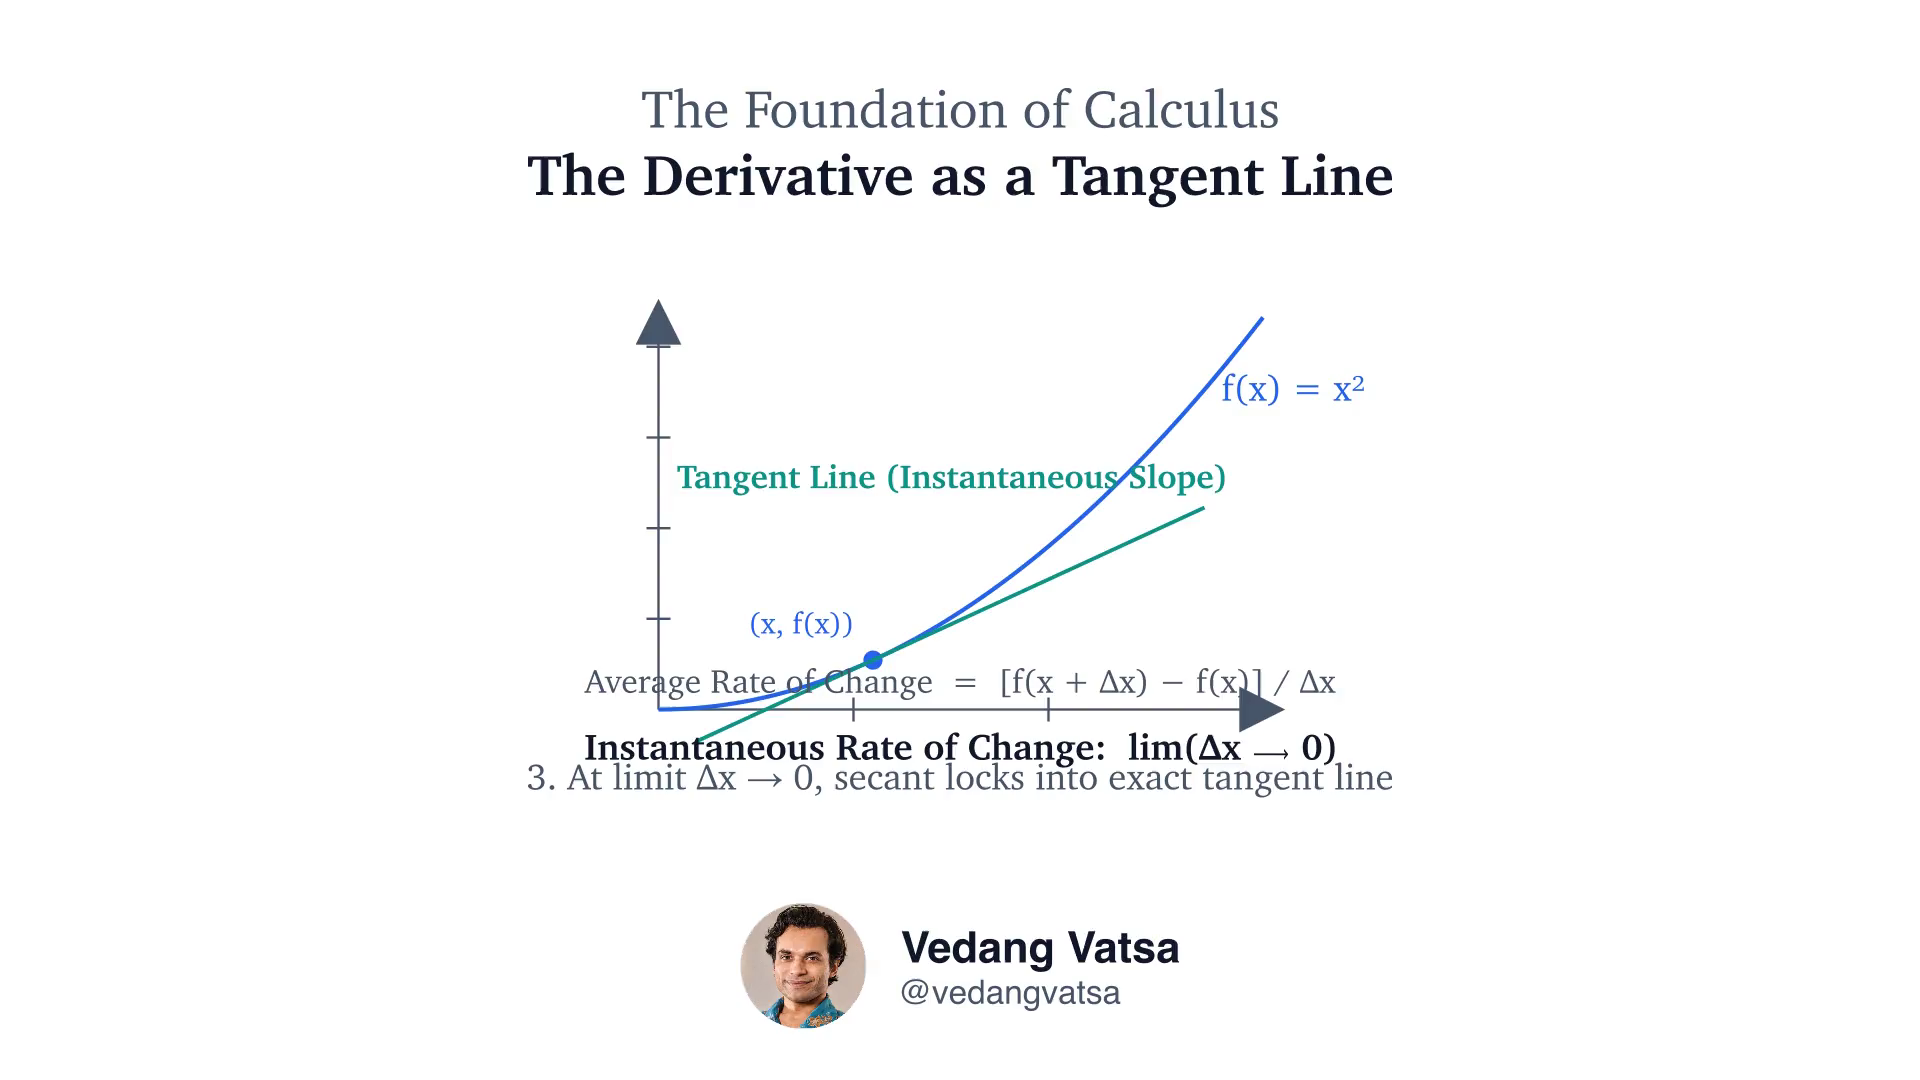 The Foundation of Calculus
The Derivative as a Tangent Line
f(x) = x²
Tangent Line (Instantaneous Slope)
(x, f(x))
Average Rate of Change = [f(x + Δx) − f(x)] / Δx
Instantaneous Rate of Change: lim(Δx → 0)
3. At limit Δx → 0, secant locks into exact tangent line
Vedang Vatsa
@vedangvatsa